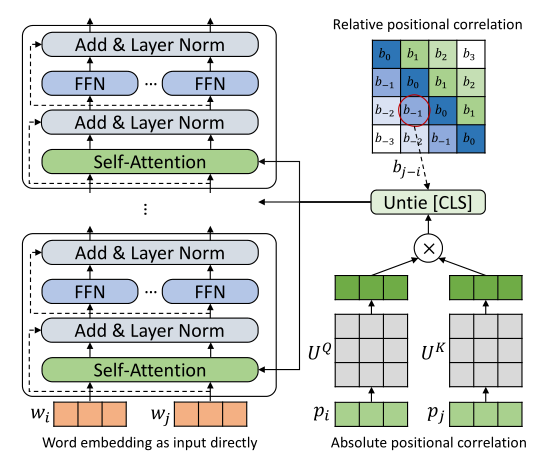 Add & Layer Norm
FFN ... FFN
Add & Layer Norm
Self-Attention
⋮
Add & Layer Norm
FFN ... FFN
Add & Layer Norm
Self-Attention
w_i w_j
Word embedding as input directly
Relative positional correlation
b_0 b_1 b_2 b_3
b_{-1} b_0 b_1 b_2
b_{-2} b_{-1} b_0 b_1
b_{-3} b_{-2} b_{-1} b_0
b_{j-i}
Untie [CLS]
×
U^Q U^K
p_i p_j
Absolute positional correlation